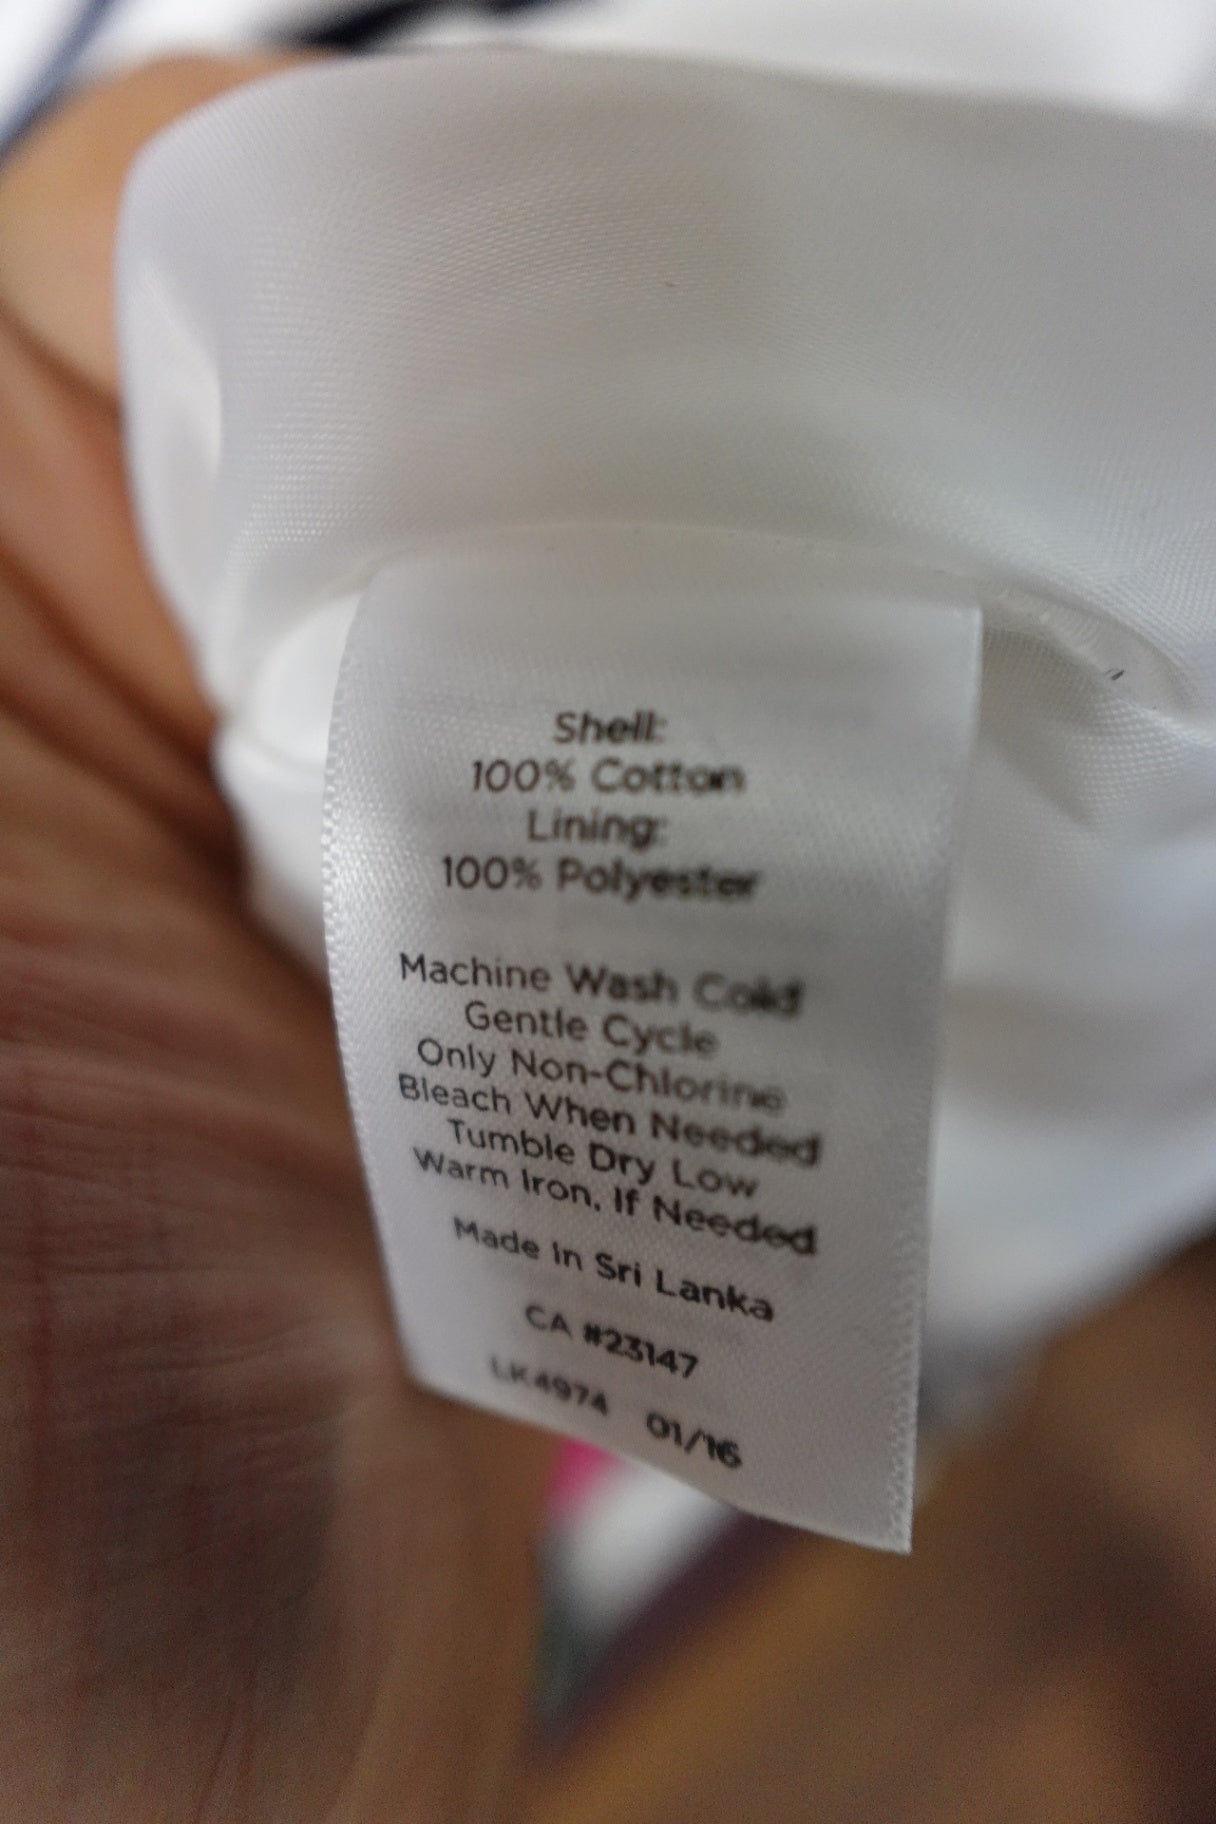 Shell:
100% Cotton
Lining:
100% Polyester
Machine Wash Cold
Gentle Cycle
Only Non-Chlorine
Bleach When Needed
Tumble Dry Low
Warm Iron, If Needed
Made in Sri Lanka
CA #23147
LK4974 01/16